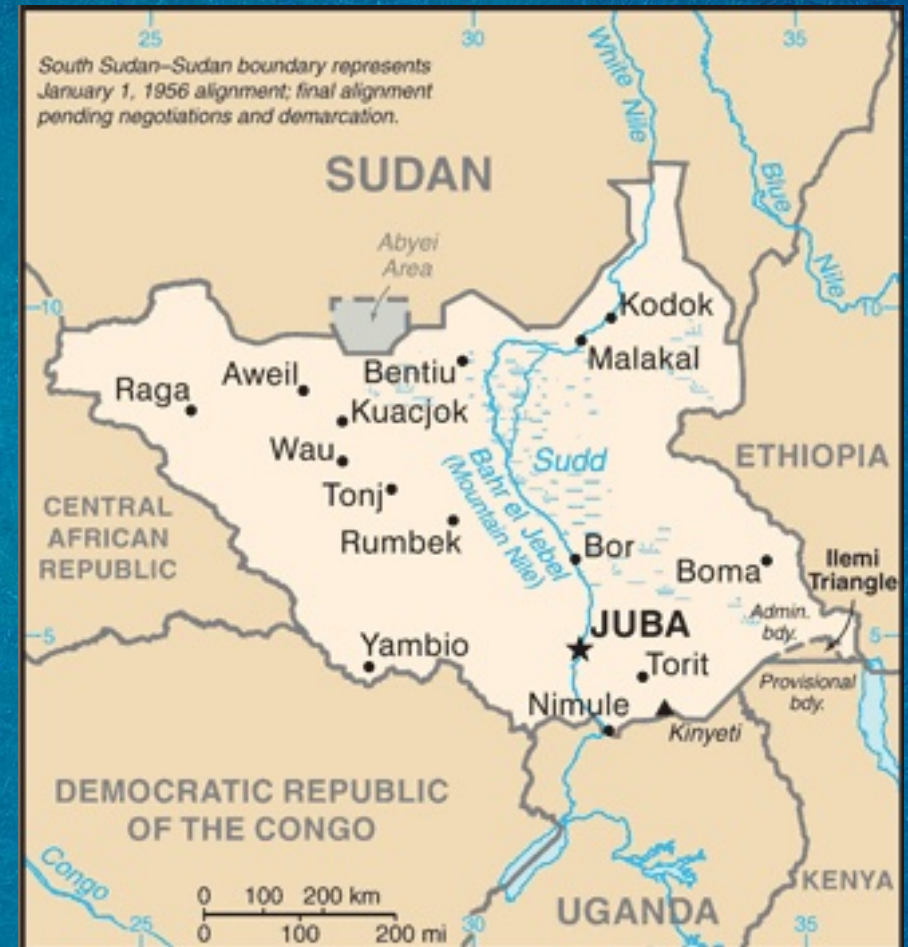 25
30
35
South Sudan–Sudan boundary represents
January 1, 1956 alignment; final alignment
pending negotiations and demarcation.
White Nile
SUDAN
Blue
Nile
Abyei
Area
10
10
Kodok
Malakal
Bentiu
Aweil
Raga
Kuacjok
Wau
Sudd
ETHIOPIA
Bahr el Jebel
(Mountain Nile)
Tonj
CENTRAL
AFRICAN
REPUBLIC
Rumbek
Bor
Boma
Ilemi
Triangle
Admin.
bdy.
5
JUBA
5
Yambio
Torit
Provisional
bdy.
Nimule
Kinyeti
DEMOCRATIC REPUBLIC
OF THE CONGO
Congo
KENYA
UGANDA
0 100 200 km
0 100 200 mi
25
30
35